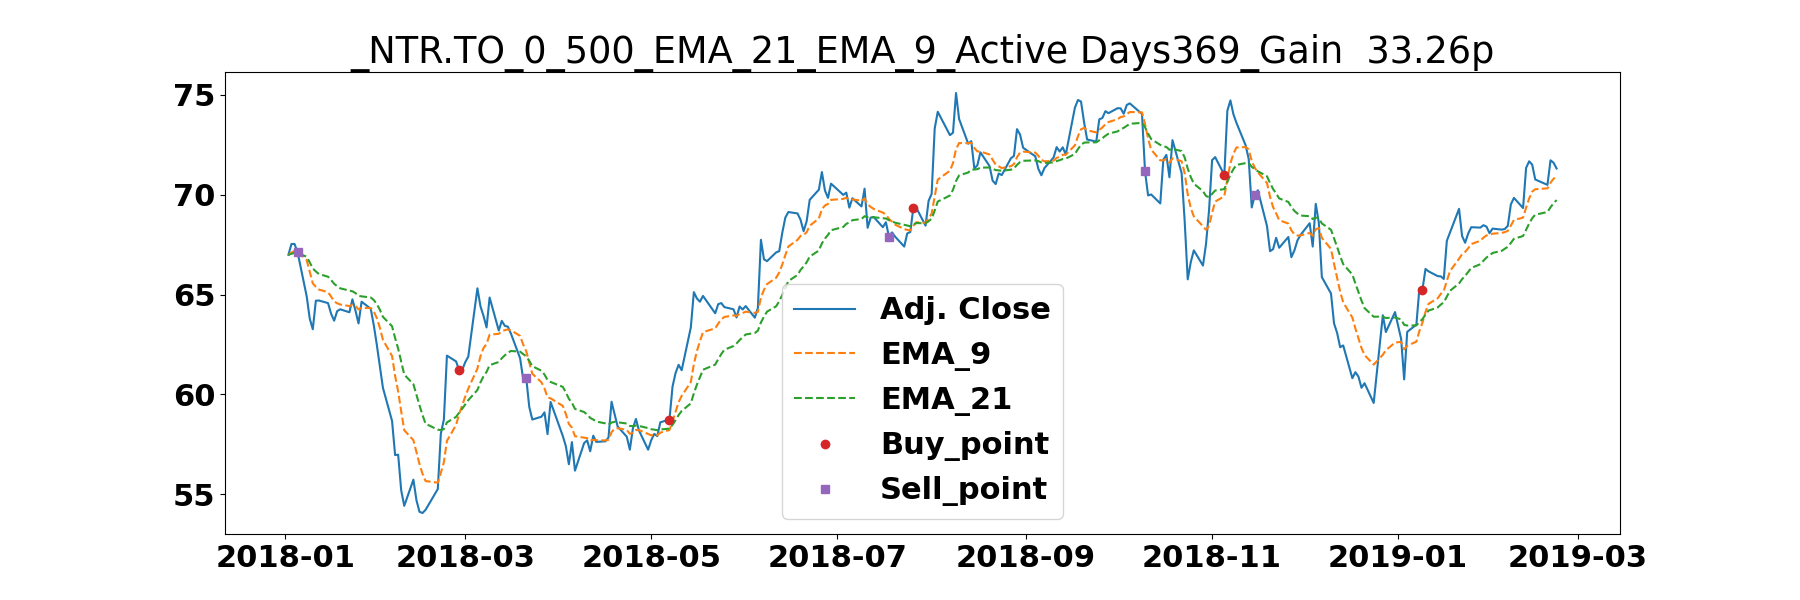 _NTR.TO_0_500_EMA_21_EMA_9_Active Days369_Gain  33.26p
75
70
65
60
55
Adj. Close
EMA_9
EMA_21
Buy_point
Sell_point
2018-01 2018-03 2018-05 2018-07 2018-09 2018-11 2019-01 2019-03